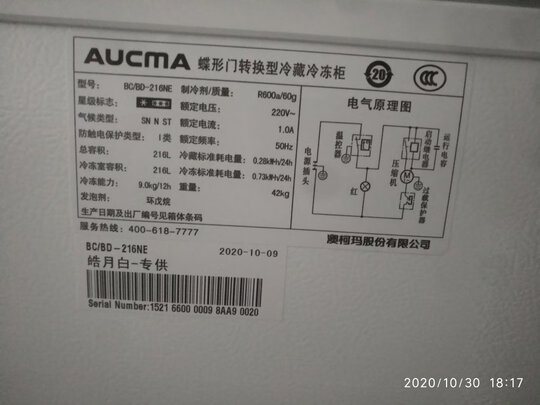 AUCMA 蝶形门转换型冷藏冷冻柜
20
CCC
型号: BC/BD-216NE 制冷剂/质量: R600a/60g
星级标志: 额定电压: 220V~
气候类型: SN N ST 额定电流: 1.0A
防触电保护类型: I类 额定频率: 50Hz
总容积: 216L 冷藏标准耗电量: 0.28kW·h/24h
冷冻室容积: 216L 冷冻标准耗电量: 0.73kW·h/24h
冷冻能力: 9.0kg/12h 重量: 42kg
发泡剂: 环戊烷
生产日期及出厂编号见箱体条码
服务热线: 400-618-7777
电气原理图
电源插头
温控器
红
压缩机
M
启动继电器
运行电容
过载保护器
澳柯玛股份有限公司
BC/BD-216NE 2020-10-09
皓月白-专供
Serial Number:1521 6600 0009 8AA9 0020
2020/10/30 18:17